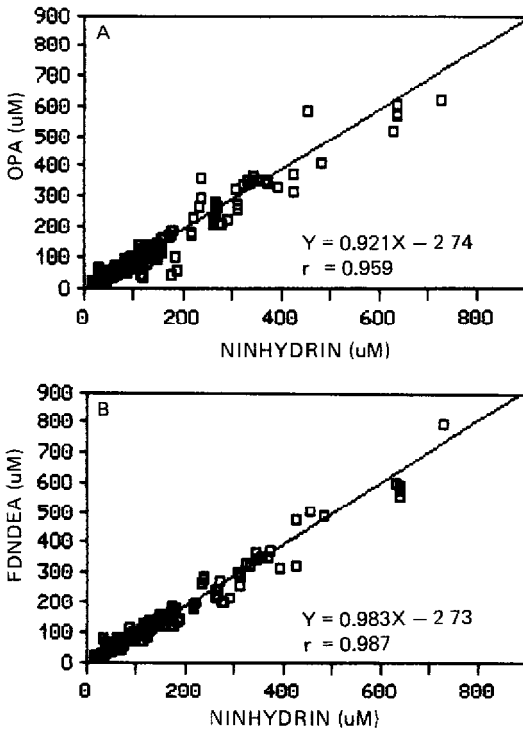 A
900
800
700
600
500
400
300
200
100
0
OPA (uM)
Y = 0.921X – 2 74
r = 0.959
0 200 400 600 800
NINHYDRIN (uM)
B
900
800
700
600
500
400
300
200
100
0
FDNDEA (uM)
Y = 0.983X – 2 73
r = 0.987
0 200 400 600 800
NINHYDRIN (uM)